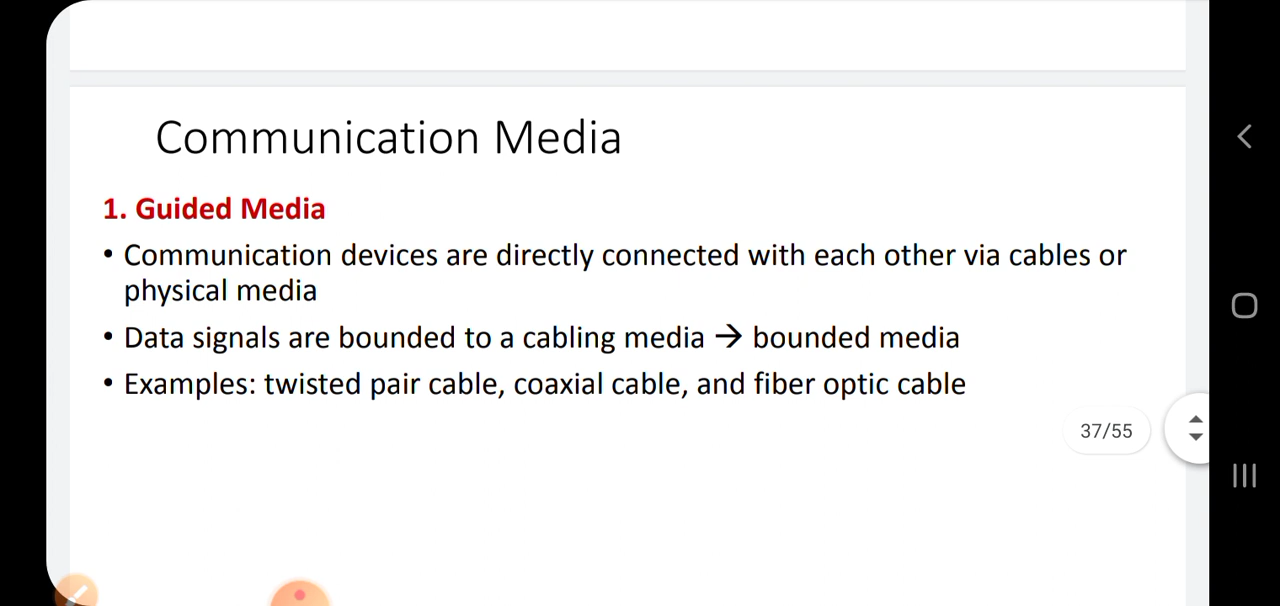 Communication Media
1. Guided Media
• Communication devices are directly connected with each other via cables or
physical media
• Data signals are bounded to a cabling media → bounded media
• Examples: twisted pair cable, coaxial cable, and fiber optic cable
37/55